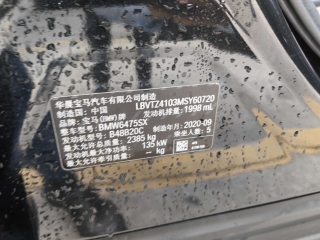 华晨宝马汽车有限公司制造
制造国：中国 LBVTZ4103MSY60720
品牌：宝马(BMW)牌 发动机排量：1998 mL
整车型号：BMW6475SX
发动机型号：B48B20C 制造年月 2020-09
最大允许总质量：2385 kg 乘坐人数：5
发动机最大净功率：135 kW
-- kg